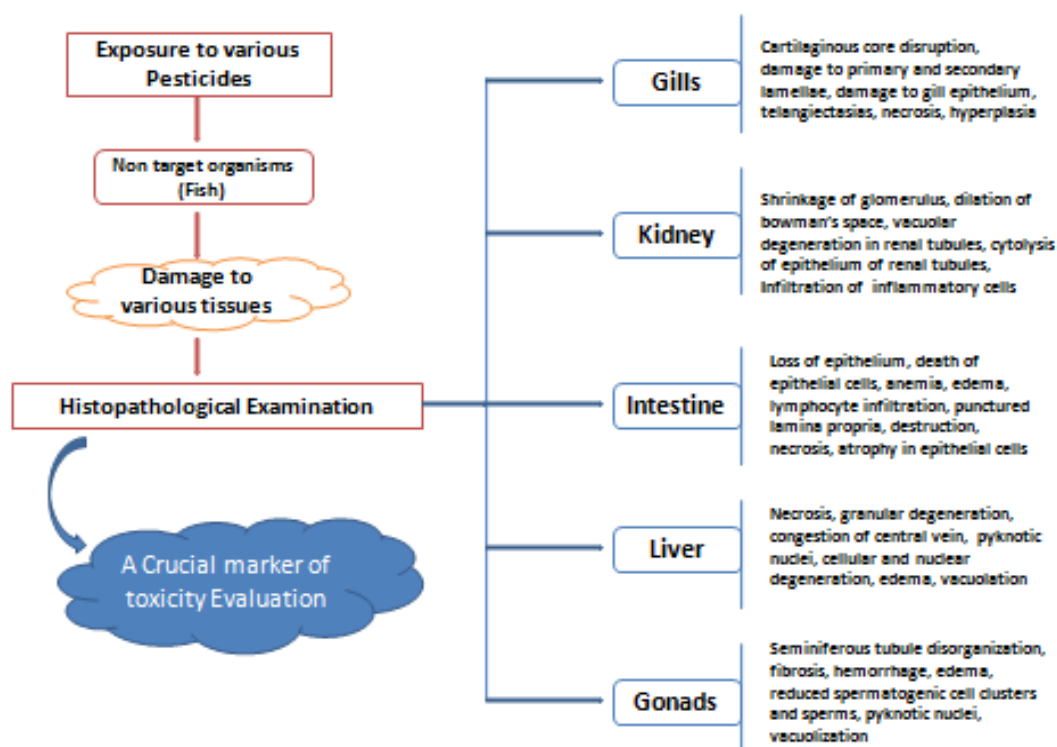 Exposure to various
Pesticides
Non target organisms
(Fish)
Damage to
various tissues
Histopathological Examination
A Crucial marker of
toxicity Evaluation
Gills
Cartilaginous core disruption,
damage to primary and secondary
lamellae, damage to gill epithelium,
telangiectasias, necrosis, hyperplasia
Kidney
Shrinkage of glomerulus, dilation of
bowman's space, vacuolar
degeneration in renal tubules, cytolysis
of epithelium of renal tubules,
Infiltration of inflammatory cells
Intestine
Loss of epithelium, death of
epithelial cells, anemia, edema,
lymphocyte infiltration, punctured
lamina propria, destruction,
necrosis, atrophy in epithelial cells
Liver
Necrosis, granular degeneration,
congestion of central vein, pyknotic
nuclei, cellular and nuclear
degeneration, edema, vacuolation
Gonads
Seminiferous tubule disorganization,
fibrosis, hemorrhage, edema,
reduced spermatogenic cell clusters
and sperms, pyknotic nuclei,
vacuolization